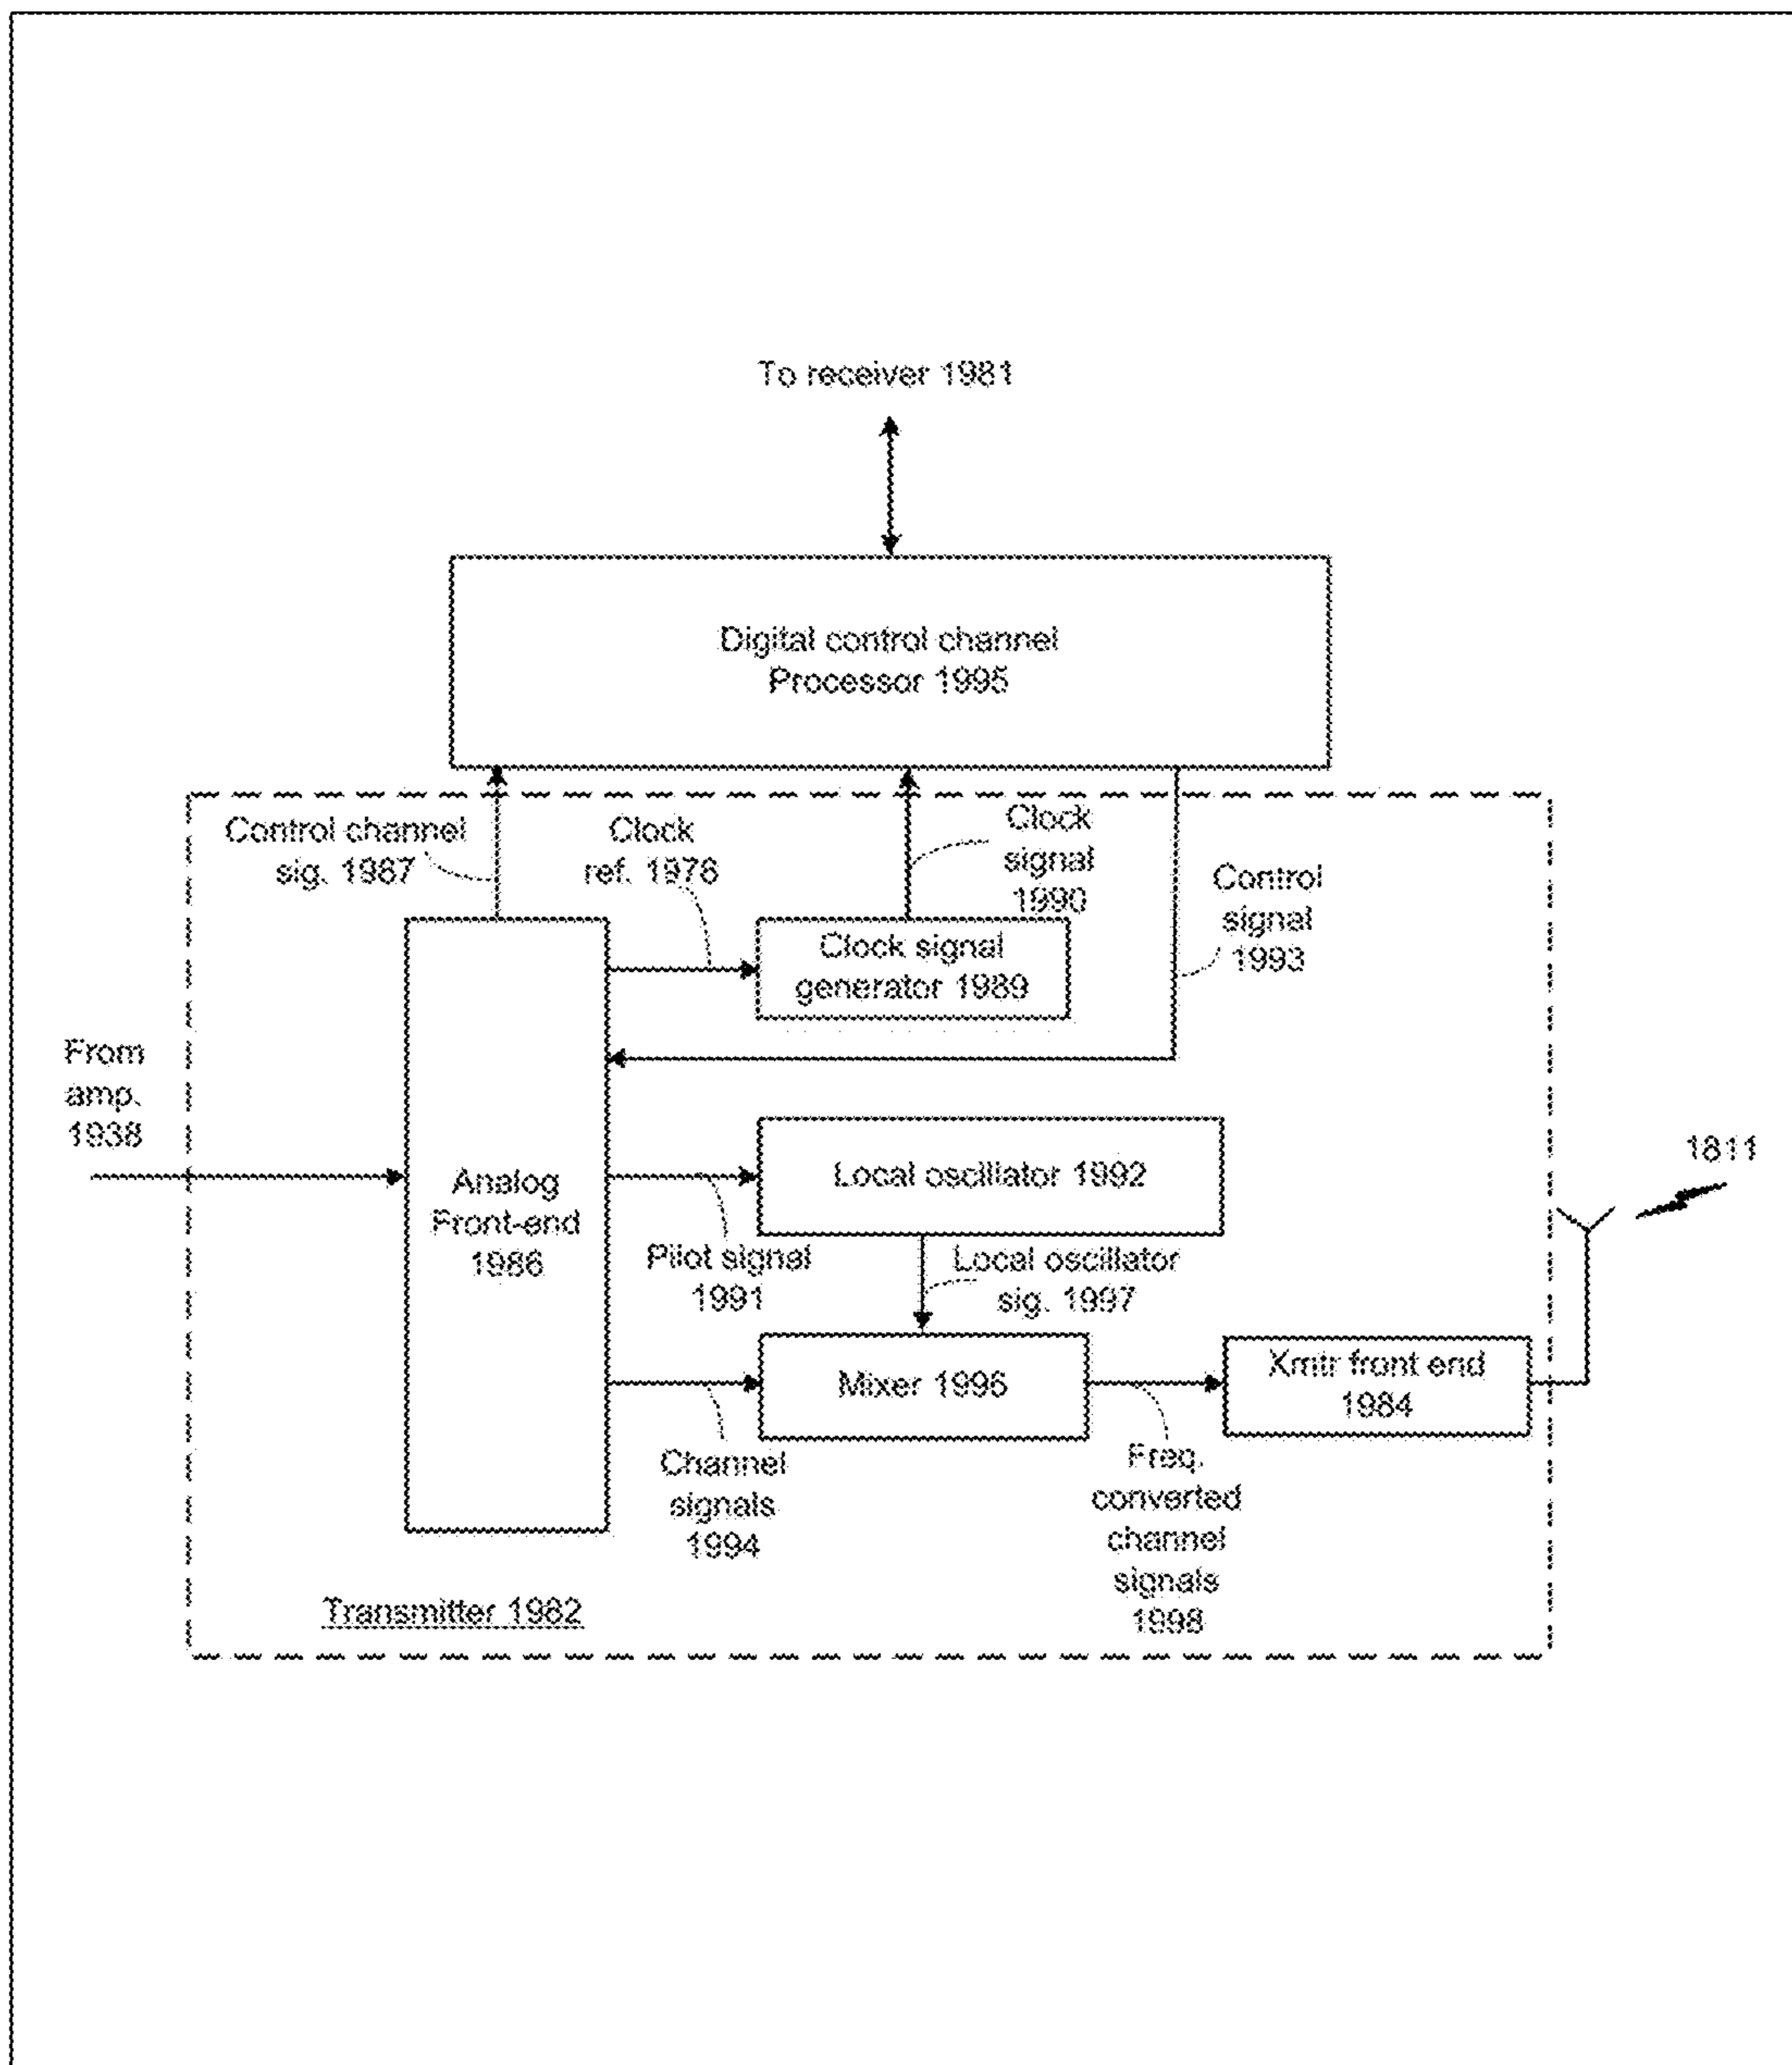 To receiver 1981
Digital control channel
Processor 1995
Control channel
sig. 1987
Clock
ref. 1978
Clock
signal
1990
Control
signal
1993
Clock signal
generator 1989
From
amp.
1938
Analog
Front-end
1986
Local oscillator 1992
1811
Pilot signal
1991
Local oscillator
sig. 1997
Mixer 1996
Xmtr front end
1984
Channel
signals
1994
Freq.
converted
channel
signals
1998
Transmitter 1982